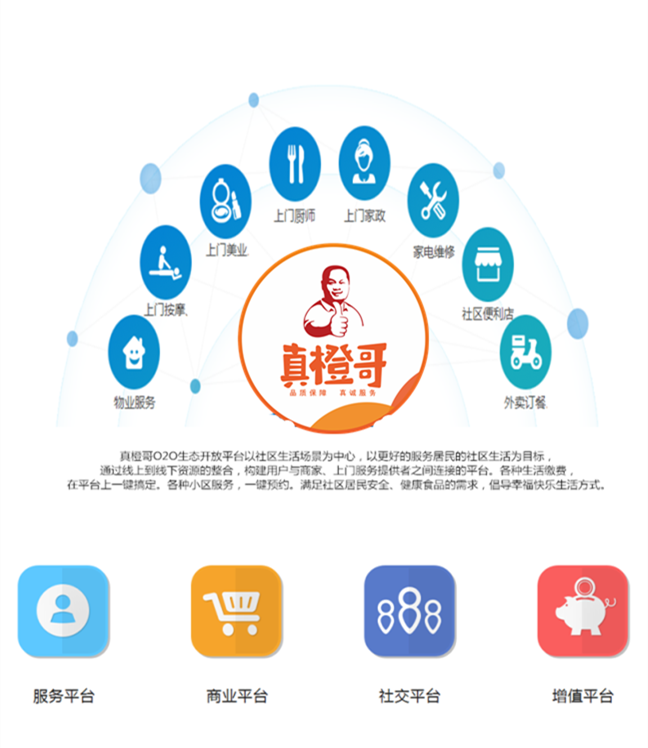 上门厨师
上门家政
上门美业
家电维修
上门按摩
社区便利店
物业服务
外卖订餐
真橙哥
品质保障 真诚服务
真橙哥O2O生态开放平台以社区生活场景为中心，以更好的服务居民的社区生活为目标，
通过线上到线下资源的整合，构建用户与商家、上门服务提供者之间连接的平台。各种生活缴费，
在平台上一键搞定。各种小区服务，一键预约。满足社区居民安全、健康食品的需求，倡导幸福快乐生活方式。
服务平台
商业平台
社交平台
增值平台